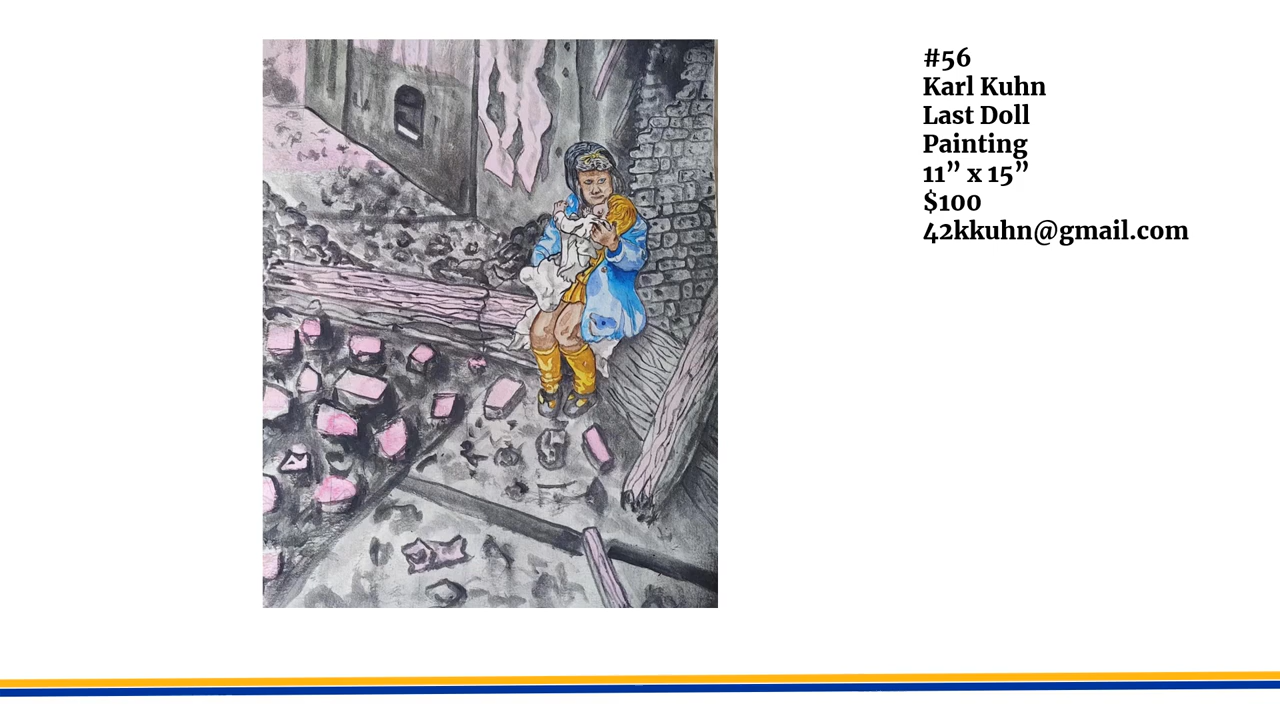 #56
Karl Kuhn
Last Doll
Painting
11” x 15”
$100
42kkuhn@gmail.com